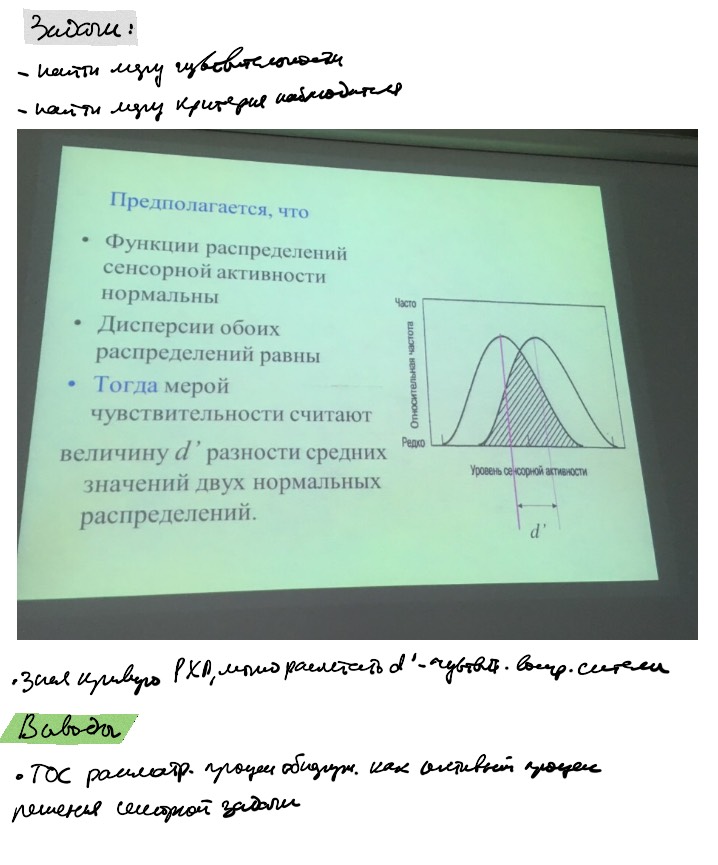 Задачи:
- найти меру чувствительности
- найти меру критерия наблюдателя
Предполагается, что
• Функции распределений
сенсорной активности
нормальны
• Дисперсии обоих
распределений равны
• Тогда мерой
чувствительности считают
величину d’ разности средних
значений двух нормальных
распределений.
Часто
Относительная частота
Редко
Уровень сенсорной активности
d’
• Зная кривую РХП, можно рассчитать d' - чувствит. системы
Выводы
• ТОС рассматр. процесс обнаруж. как активный процесс
решения сенсорной задачи